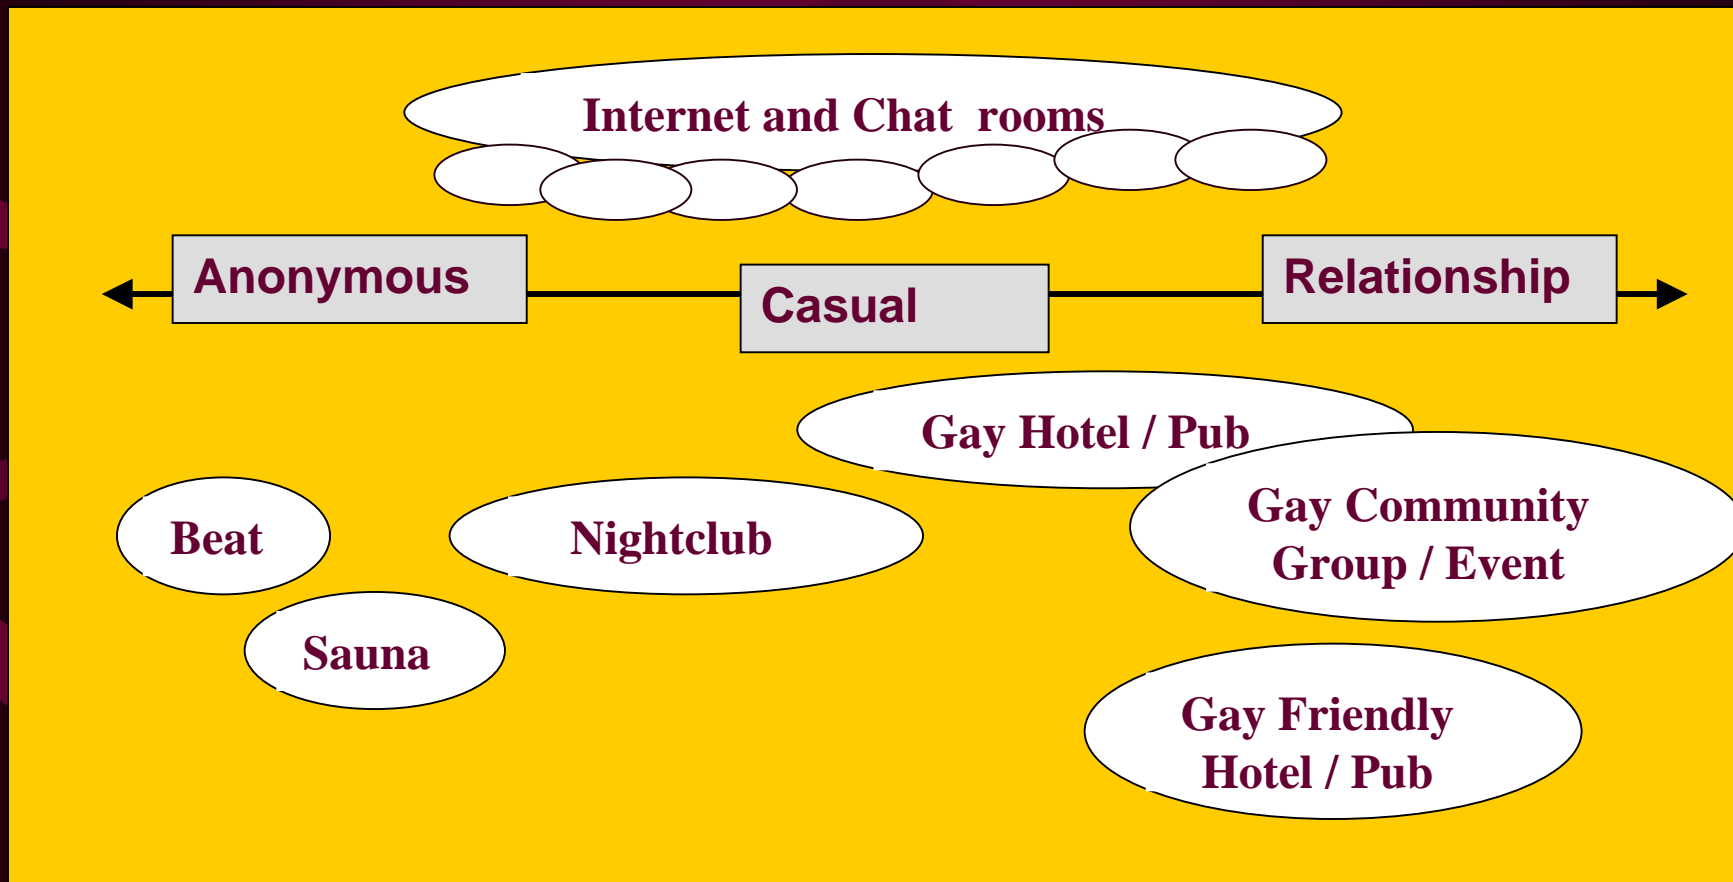 Internet and Chat rooms
Anonymous
Casual
Relationship
Gay Hotel / Pub
Gay Community
Group / Event
Beat
Nightclub
Sauna
Gay Friendly
Hotel / Pub